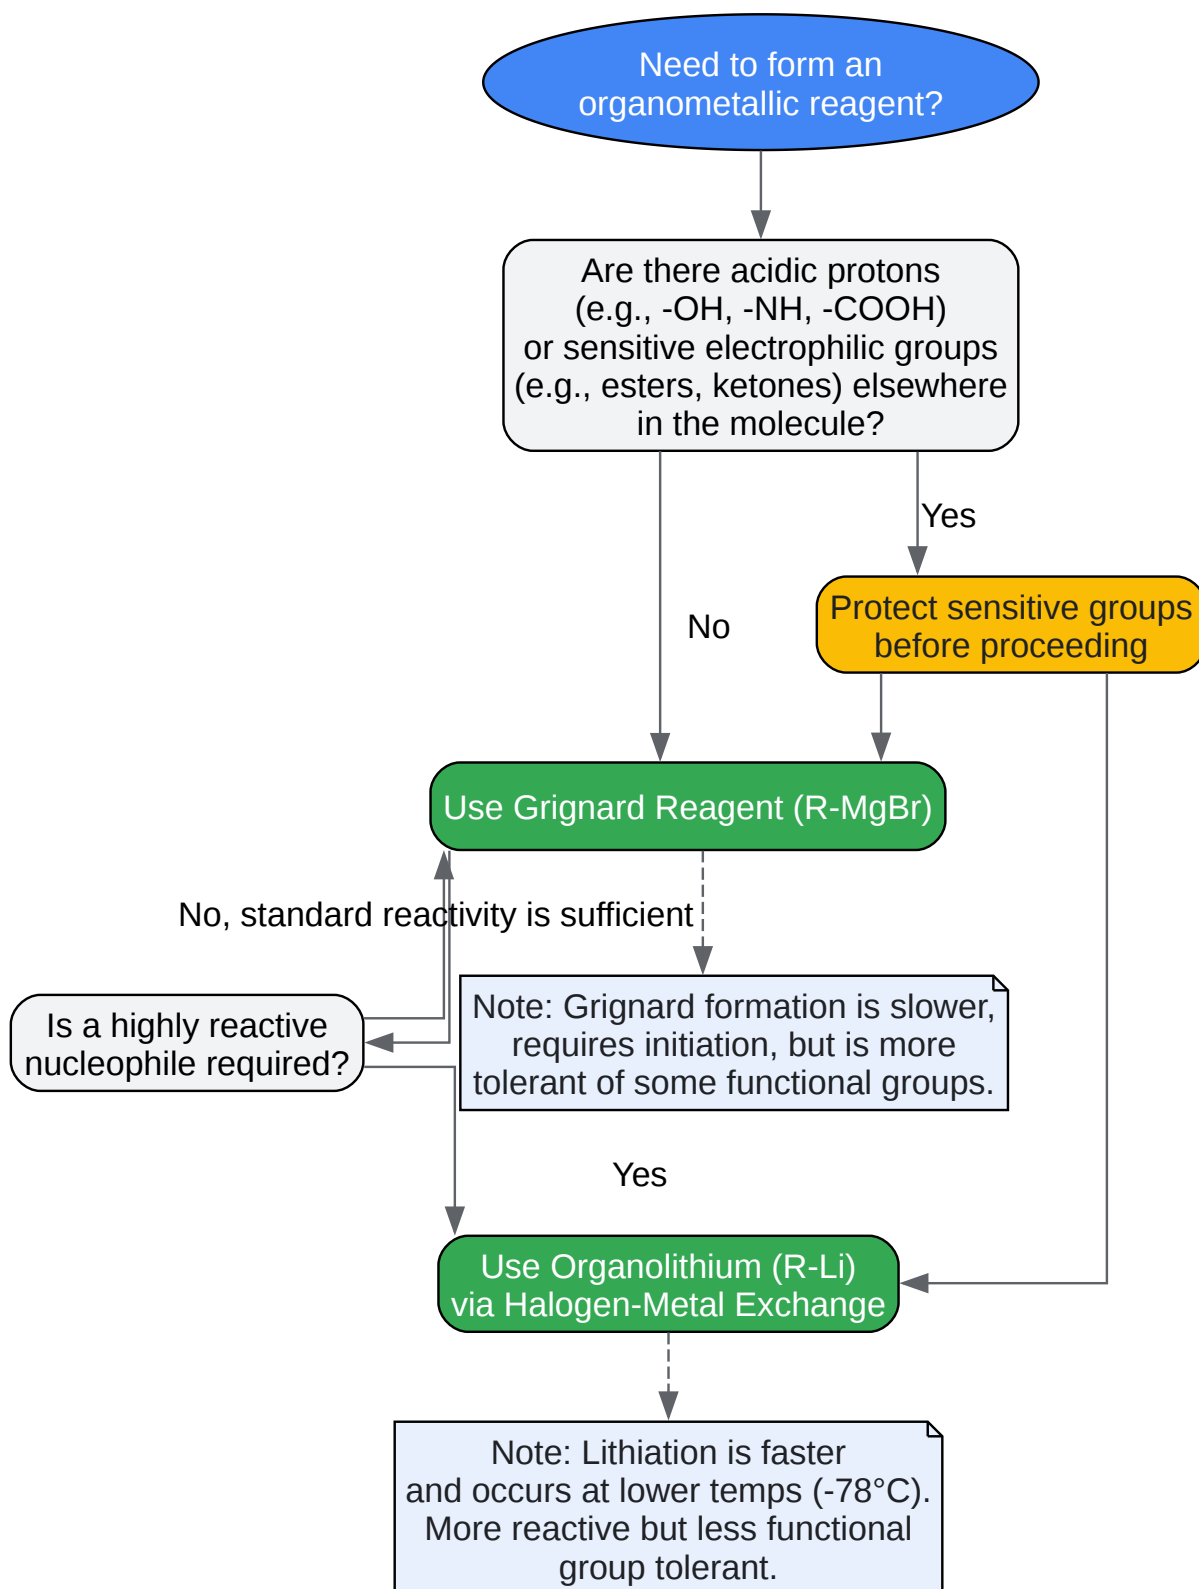 Need to form an
organometallic reagent?
Are there acidic protons
(e.g., -OH, -NH, -COOH)
or sensitive electrophilic groups
(e.g., esters, ketones) elsewhere
in the molecule?
Yes
No
Protect sensitive groups
before proceeding
Use Grignard Reagent (R-MgBr)
No, standard reactivity is sufficient
Is a highly reactive
nucleophile required?
Note: Grignard formation is slower,
requires initiation, but is more
tolerant of some functional groups.
Yes
Use Organolithium (R-Li)
via Halogen-Metal Exchange
Note: Lithiation is faster
and occurs at lower temps (-78°C).
More reactive but less functional
group tolerant.